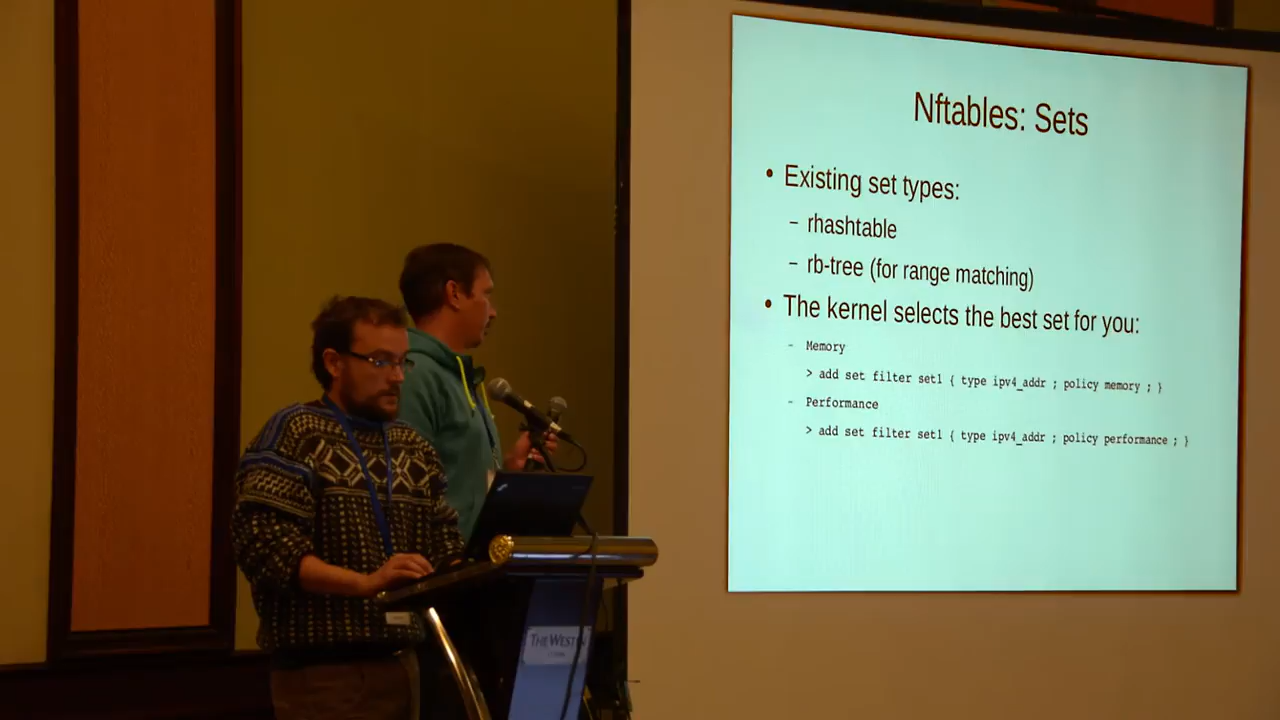 Nftables: Sets
• Existing set types:
– rhashtable
– rb-tree (for range matching)
• The kernel selects the best set for you:
– Memory
> add set filter set1 { type ipv4_addr ; policy memory ; }
– Performance
> add set filter set1 { type ipv4_addr ; policy performance ; }
THE WESTIN